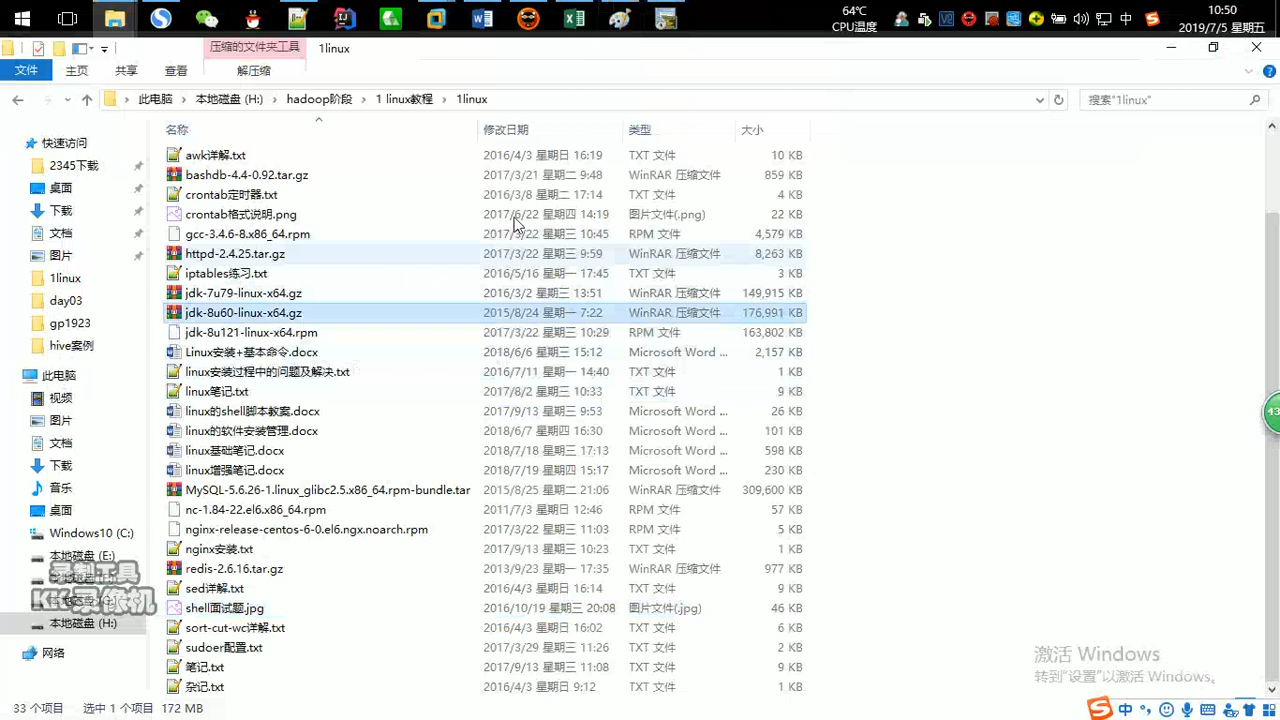 64℃
CPU温度
中
10:50
2019/7/5 星期五
压缩的文件夹工具
1linux
文件
主页
共享
查看
解压缩
此电脑 › 本地磁盘 (H:) › hadoop阶段 › 1 linux教程 › 1linux
搜索"1linux"
快速访问
2345下载
桌面
下载
文档
图片
1linux
day03
gp1923
hive案例
此电脑
视频
图片
文档
下载
音乐
桌面
Windows10 (C:)
本地磁盘 (E:)
本地磁盘 (H:)
网络
名称 修改日期 类型 大小
awk详解.txt 2016/4/3 星期日 16:19 TXT 文件 10 KB
bashdb-4.4-0.92.tar.gz 2017/3/21 星期二 9:48 WinRAR 压缩文件 859 KB
crontab定时器.txt 2016/3/8 星期二 17:14 TXT 文件 4 KB
crontab格式说明.png 2017/6/22 星期四 14:19 图片文件(.png) 22 KB
gcc-3.4.6-8.x86_64.rpm 2017/3/22 星期三 10:45 RPM 文件 4,579 KB
httpd-2.4.25.tar.gz 2017/3/22 星期三 9:59 WinRAR 压缩文件 8,263 KB
iptables练习.txt 2016/5/16 星期一 17:45 TXT 文件 3 KB
jdk-7u79-linux-x64.gz 2016/3/2 星期三 13:51 WinRAR 压缩文件 149,915 KB
jdk-8u60-linux-x64.gz 2015/8/24 星期一 7:22 WinRAR 压缩文件 176,991 KB
jdk-8u121-linux-x64.rpm 2017/3/22 星期三 10:29 RPM 文件 163,802 KB
Linux安装+基本命令.docx 2018/6/6 星期三 15:12 Microsoft Word ... 2,157 KB
linux安装过程中的问题及解决.txt 2016/7/11 星期一 14:40 TXT 文件 1 KB
linux笔记.txt 2017/8/2 星期三 10:33 TXT 文件 9 KB
linux的shell脚本教案.docx 2017/9/13 星期三 9:53 Microsoft Word ... 26 KB
linux的软件安装管理.docx 2018/6/7 星期四 16:30 Microsoft Word ... 101 KB
linux基础笔记.docx 2018/7/18 星期三 17:13 Microsoft Word ... 598 KB
linux增强笔记.docx 2018/7/19 星期四 15:17 Microsoft Word ... 230 KB
MySQL-5.6.26-1.linux_glibc2.5.x86_64.rpm-bundle.tar 2015/8/25 星期二 21:06 WinRAR 压缩文件 309,600 KB
nc-1.84-22.el6.x86_64.rpm 2011/7/3 星期日 12:46 RPM 文件 57 KB
nginx-release-centos-6-0.el6.ngx.noarch.rpm 2017/3/22 星期三 11:03 RPM 文件 5 KB
nginx安装.txt 2017/9/13 星期三 10:23 TXT 文件 1 KB
redis-2.6.16.tar.gz 2013/9/23 星期一 17:35 WinRAR 压缩文件 977 KB
sed详解.txt 2016/4/3 星期日 16:14 TXT 文件 9 KB
shell面试题.jpg 2016/10/19 星期三 20:08 图片文件(.jpg) 46 KB
sort-cut-wc详解.txt 2016/4/3 星期日 16:02 TXT 文件 6 KB
sudoer配置.txt 2017/3/29 星期三 11:26 TXT 文件 2 KB
笔记.txt 2017/9/13 星期三 11:08 TXT 文件 9 KB
杂记.txt 2016/4/3 星期日 9:12 TXT 文件 1 KB
43
录制工具
KK录像机
激活 Windows
转到"设置"以激活 Windows。
33 个项目 选中 1 个项目 172 MB
中